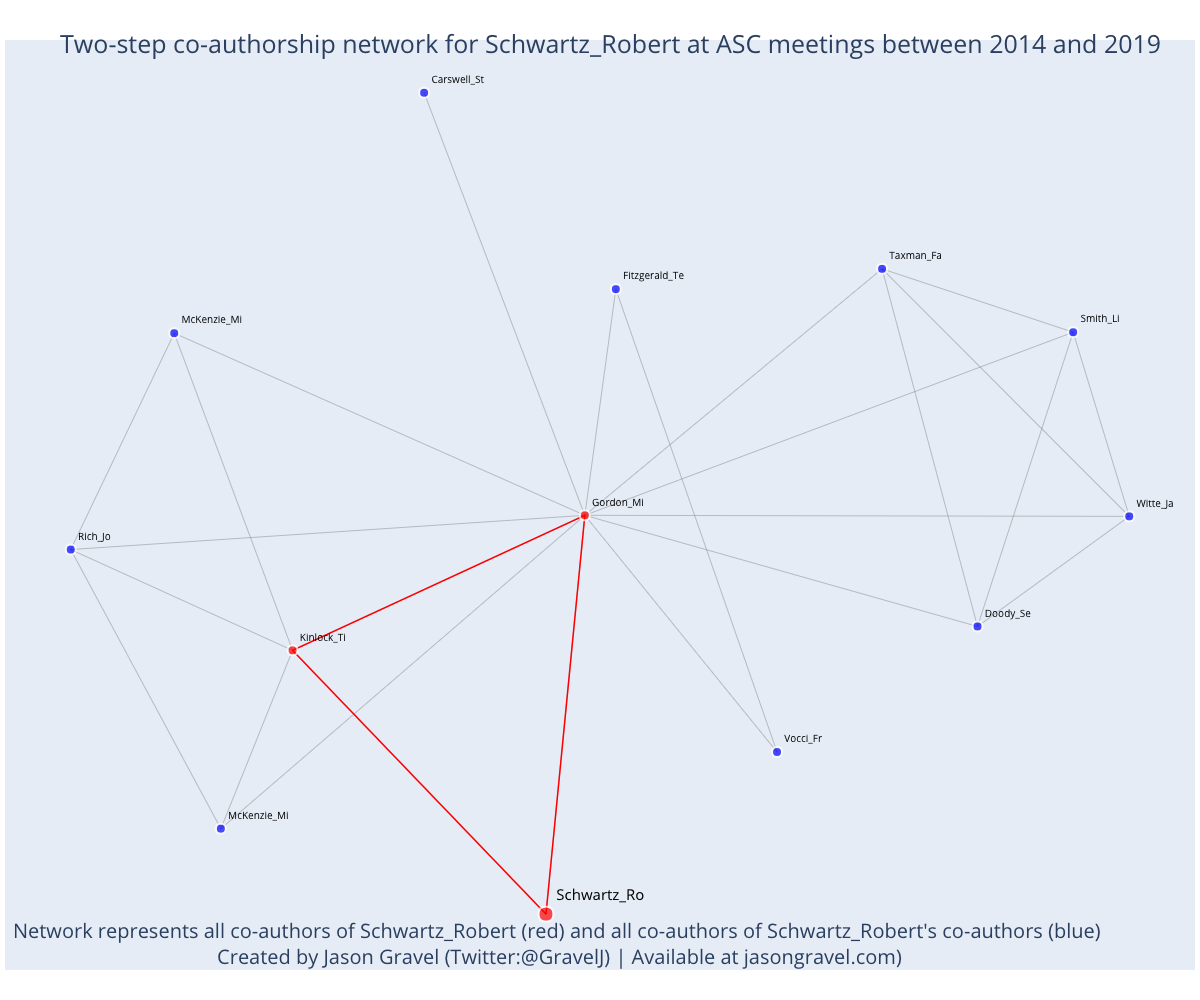 Two-step co-authorship network for Schwartz_Robert at ASC meetings between 2014 and 2019
Carswell_St
Taxman_Fa
Fitzgerald_Te
McKenzie_Mi
Smith_Li
Gordon_Mi
Witte_Ja
Rich_Jo
Doody_Se
Kinlock_Ti
Vocci_Fr
McKenzie_Mi
Schwartz_Ro
Network represents all co-authors of Schwartz_Robert (red) and all co-authors of Schwartz_Robert's co-authors (blue)
Created by Jason Gravel (Twitter:@GravelJ) | Available at jasongravel.com)